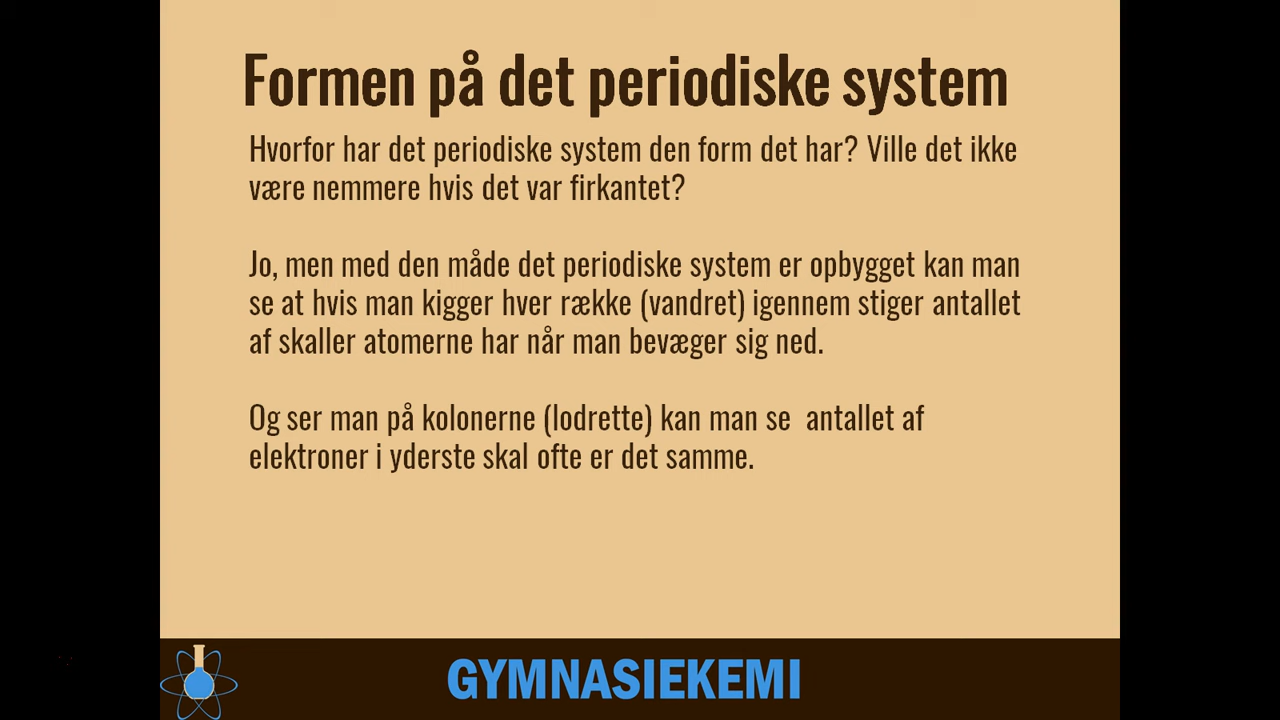 Formen på det periodiske system
Hvorfor har det periodiske system den form det har? Ville det ikke
være nemmere hvis det var firkantet?
Jo, men med den måde det periodiske system er opbygget kan man
se at hvis man kigger hver række (vandret) igennem stiger antallet
af skaller atomerne har når man bevæger sig ned.
Og ser man på kolonerne (lodrette) kan man se  antallet af
elektroner i yderste skal ofte er det samme.
GYMNASIEKEMI